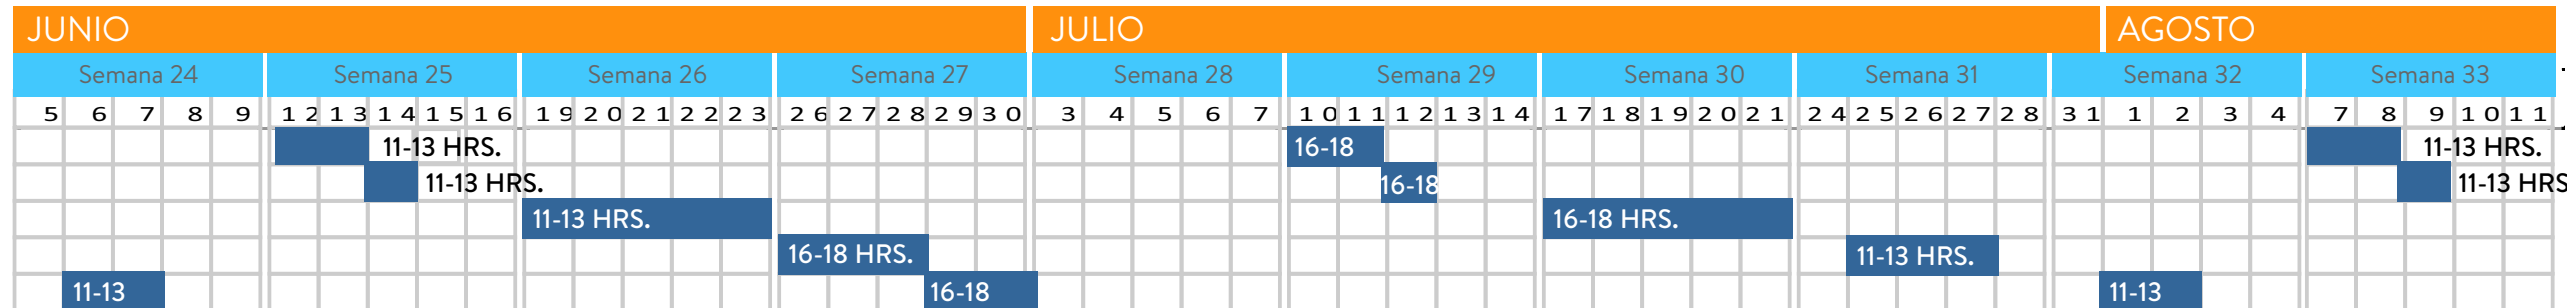 JUNIO JULIO AGOSTO
Semana 24 Semana 25 Semana 26 Semana 27 Semana 28 Semana 29 Semana 30 Semana 31 Semana 32 Semana 33
5 6 7 8 9 12 13 14 15 16 19 20 21 22 23 26 27 28 29 30 3 4 5 6 7 10 11 12 13 14 17 18 19 20 21 24 25 26 27 28 31 1 2 3 4 7 8 9 10 11
11-13 HRS. 16-18 11-13 HRS.
11-13 HRS. 16-18 11-13 HRS
11-13 HRS. 16-18 HRS.
16-18 HRS. 11-13 HRS.
11-13 16-18 11-13